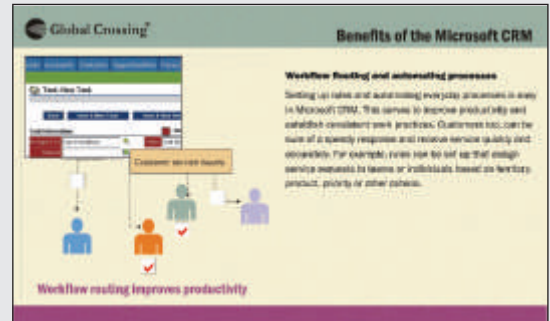 Global Crossing
Benefits of the Microsoft CRM
Task: New Task
Workflow Routing and automating processes
Setting up rules and automating everyday processes is easy
in Microsoft CRM. This serves to improve productivity and
establish consistent work practices. Customers too, can be
sure of a speedy response and receive service quickly and
accurately. For example, rules can be set up that assign
service requests to teams or individuals based on territory
product, priority or other criteria.
Customer service issues
Workflow routing improves productivity